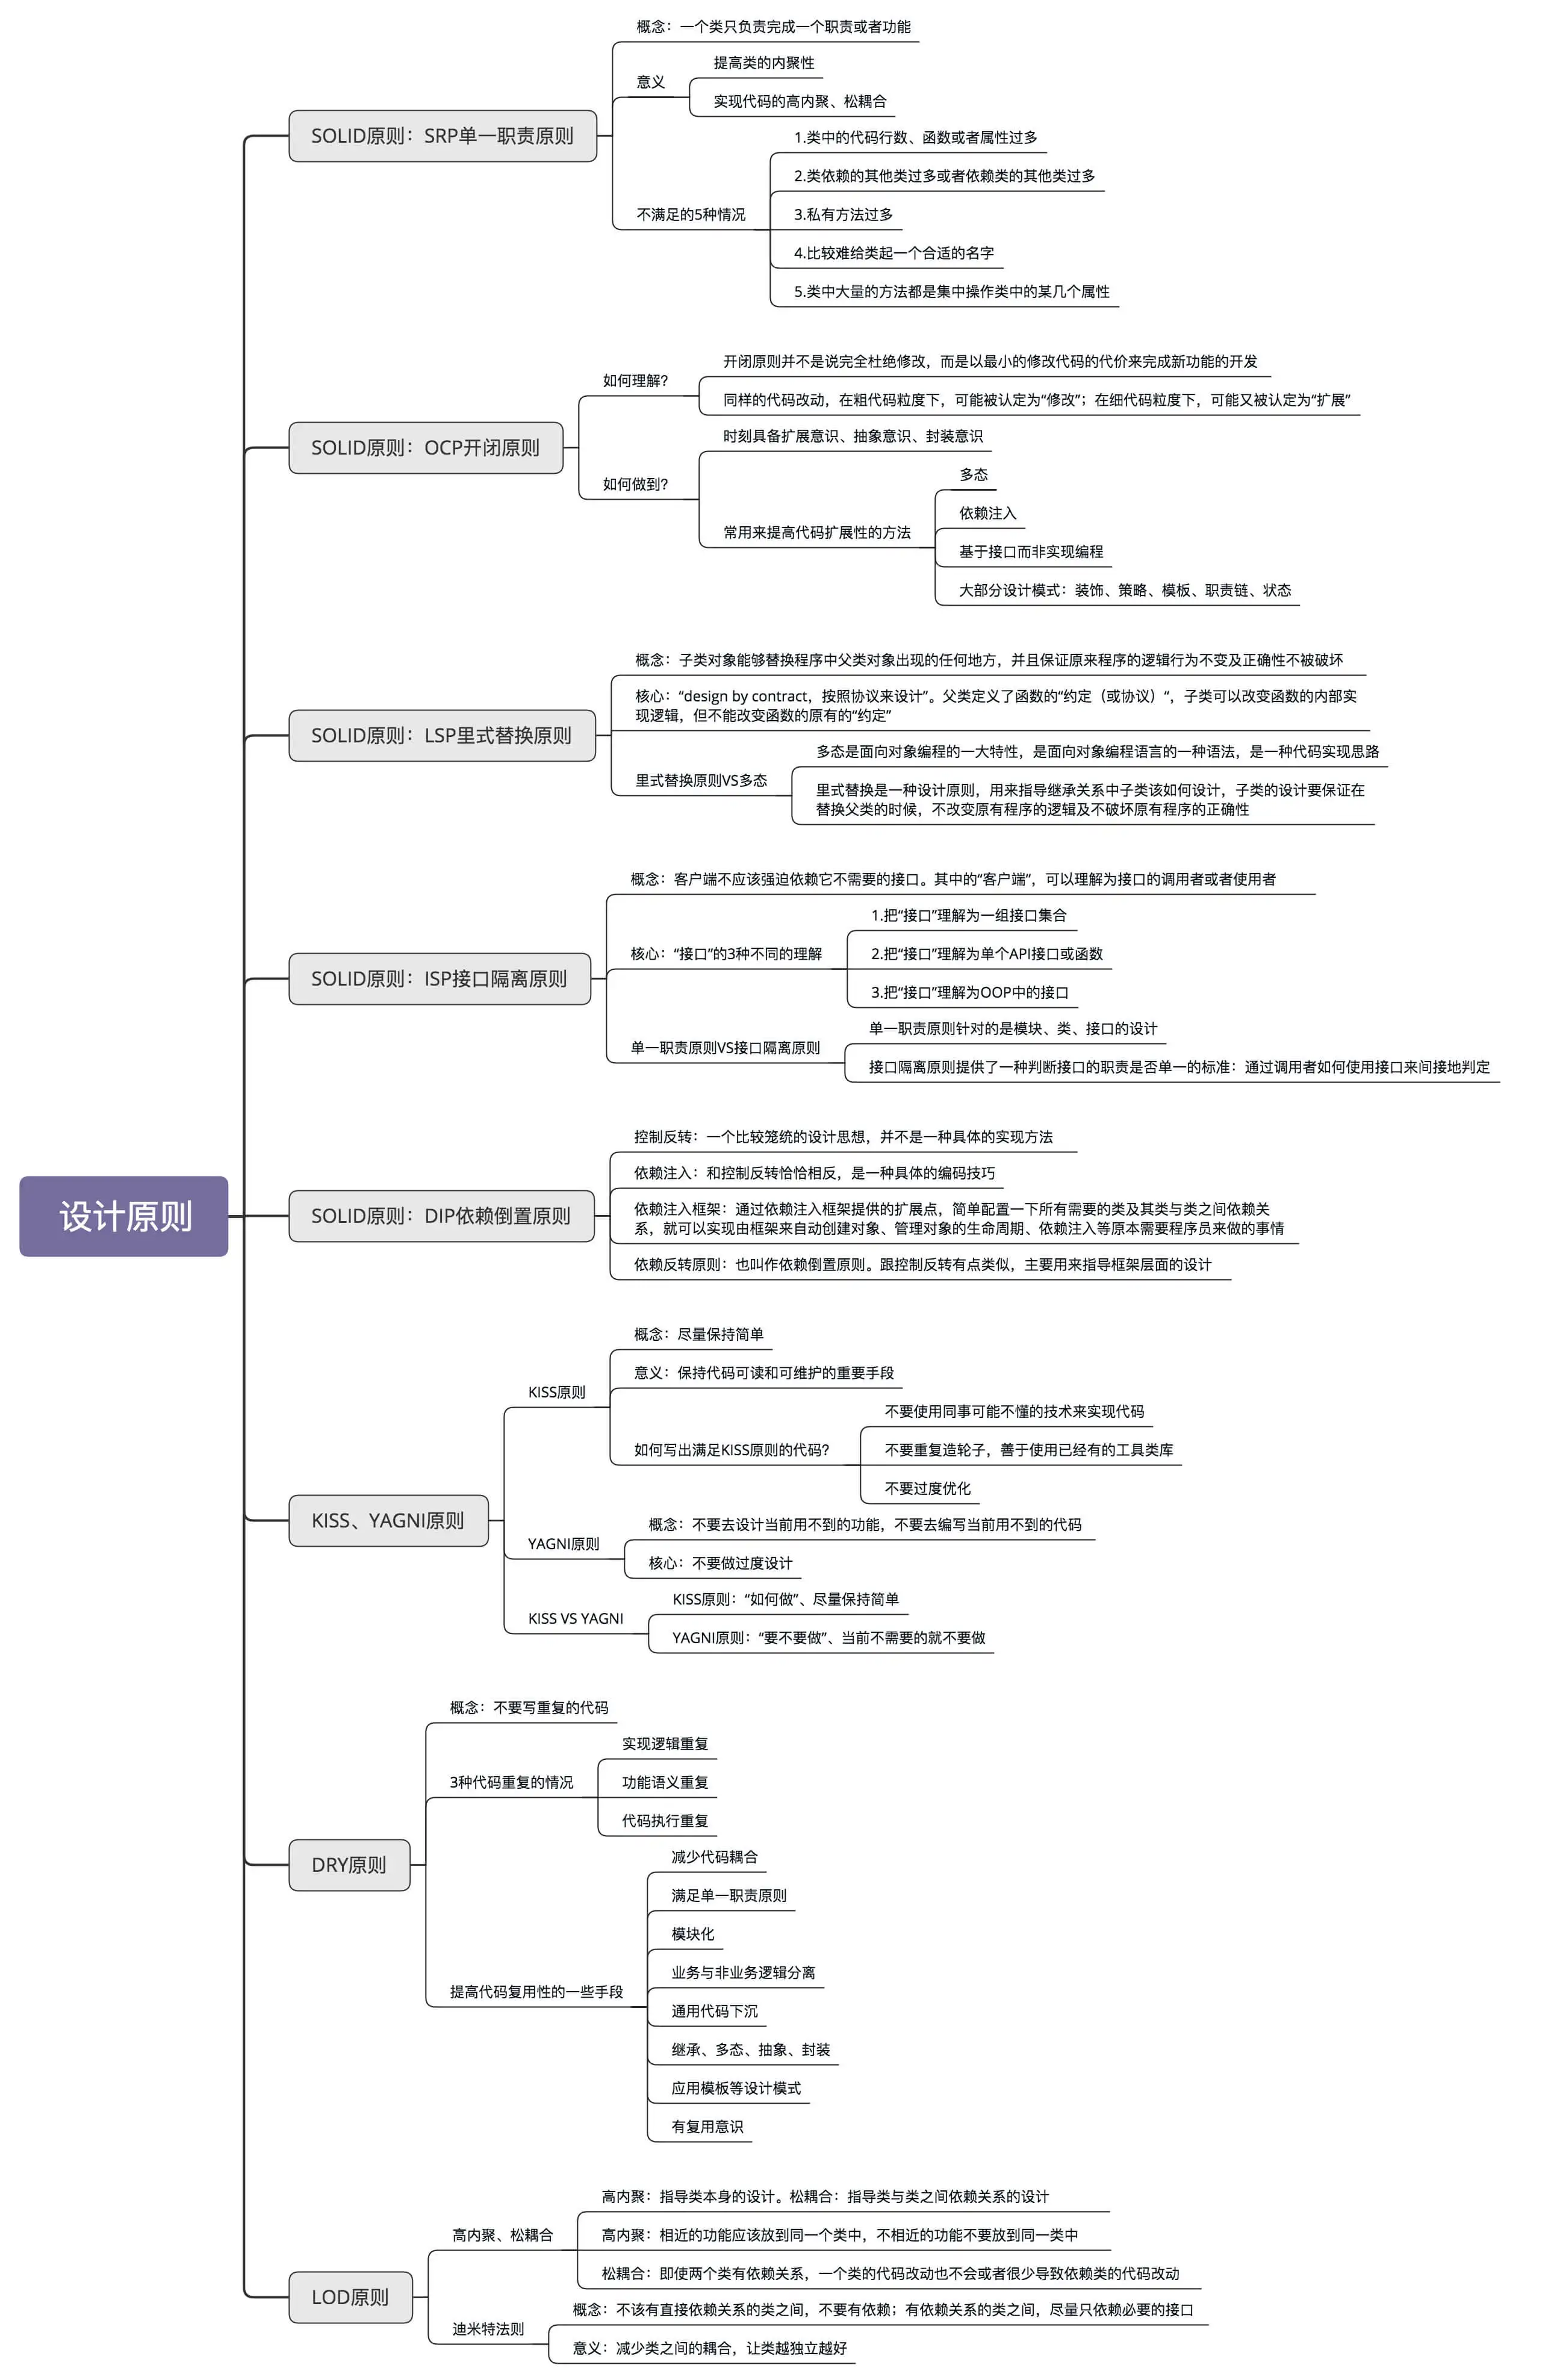 设计原则
SOLID原则：SRP单一职责原则
概念：一个类只负责完成一个职责或者功能
意义
提高类的内聚性
实现代码的高内聚、松耦合
不满足的5种情况
1.类中的代码行数、函数或者属性过多
2.类依赖的其他类过多或者依赖类的其他类过多
3.私有方法过多
4.比较难给类起一个合适的名字
5.类中大量的方法都是集中操作类中的某几个属性
SOLID原则：OCP开闭原则
如何理解？
开闭原则并不是说完全杜绝修改，而是以最小的修改代码的代价来完成新功能的开发
同样的代码改动，在粗代码粒度下，可能被认定为“修改”；在细代码粒度下，可能又被认定为“扩展”
如何做到？
时刻具备扩展意识、抽象意识、封装意识
常用来提高代码扩展性的方法
多态
依赖注入
基于接口而非实现编程
大部分设计模式：装饰、策略、模板、职责链、状态
SOLID原则：LSP里式替换原则
概念：子类对象能够替换程序中父类对象出现的任何地方，并且保证原来程序的逻辑行为不变及正确性不被破坏
核心：“design by contract，按照协议来设计”。父类定义了函数的“约定（或协议）“，子类可以改变函数的内部实
现逻辑，但不能改变函数的原有的“约定”
里式替换原则VS多态
多态是面向对象编程的一大特性，是面向对象编程语言的一种语法，是一种代码实现思路
里式替换是一种设计原则，用来指导继承关系中子类该如何设计，子类的设计要保证在
替换父类的时候，不改变原有程序的逻辑及不破坏原有程序的正确性
SOLID原则：ISP接口隔离原则
概念：客户端不应该强迫依赖它不需要的接口。其中的“客户端”，可以理解为接口的调用者或者使用者
核心：“接口”的3种不同的理解
1.把“接口”理解为一组接口集合
2.把“接口”理解为单个API接口或函数
3.把“接口”理解为OOP中的接口
单一职责原则VS接口隔离原则
单一职责原则针对的是模块、类、接口的设计
接口隔离原则提供了一种判断接口的职责是否单一的标准：通过调用者如何使用接口来间接地判定
SOLID原则：DIP依赖倒置原则
控制反转：一个比较笼统的设计思想，并不是一种具体的实现方法
依赖注入：和控制反转恰恰相反，是一种具体的编码技巧
依赖注入框架：通过依赖注入框架提供的扩展点，简单配置一下所有需要的类及其类与类之间依赖关
系，就可以实现由框架来自动创建对象、管理对象的生命周期、依赖注入等原本需要程序员来做的事情
依赖反转原则：也叫作依赖倒置原则。跟控制反转有点类似，主要用来指导框架层面的设计
KISS、YAGNI原则
KISS原则
概念：尽量保持简单
意义：保持代码可读和可维护的重要手段
如何写出满足KISS原则的代码？
不要使用同事可能不懂的技术来实现代码
不要重复造轮子，善于使用已经有的工具类库
不要过度优化
YAGNI原则
概念：不要去设计当前用不到的功能，不要去编写当前用不到的代码
核心：不要做过度设计
KISS VS YAGNI
KISS原则：“如何做”、尽量保持简单
YAGNI原则：“要不要做”、当前不需要的就不要做
DRY原则
概念：不要写重复的代码
3种代码重复的情况
实现逻辑重复
功能语义重复
代码执行重复
提高代码复用性的一些手段
减少代码耦合
满足单一职责原则
模块化
业务与非业务逻辑分离
通用代码下沉
继承、多态、抽象、封装
应用模板等设计模式
有复用意识
LOD原则
高内聚、松耦合
高内聚：指导类本身的设计。松耦合：指导类与类之间依赖关系的设计
高内聚：相近的功能应该放到同一个类中，不相近的功能不要放到同一类中
松耦合：即使两个类有依赖关系，一个类的代码改动也不会或者很少导致依赖类的代码改动
迪米特法则
概念：不该有直接依赖关系的类之间，不要有依赖；有依赖关系的类之间，尽量只依赖必要的接口
意义：减少类之间的耦合，让类越独立越好